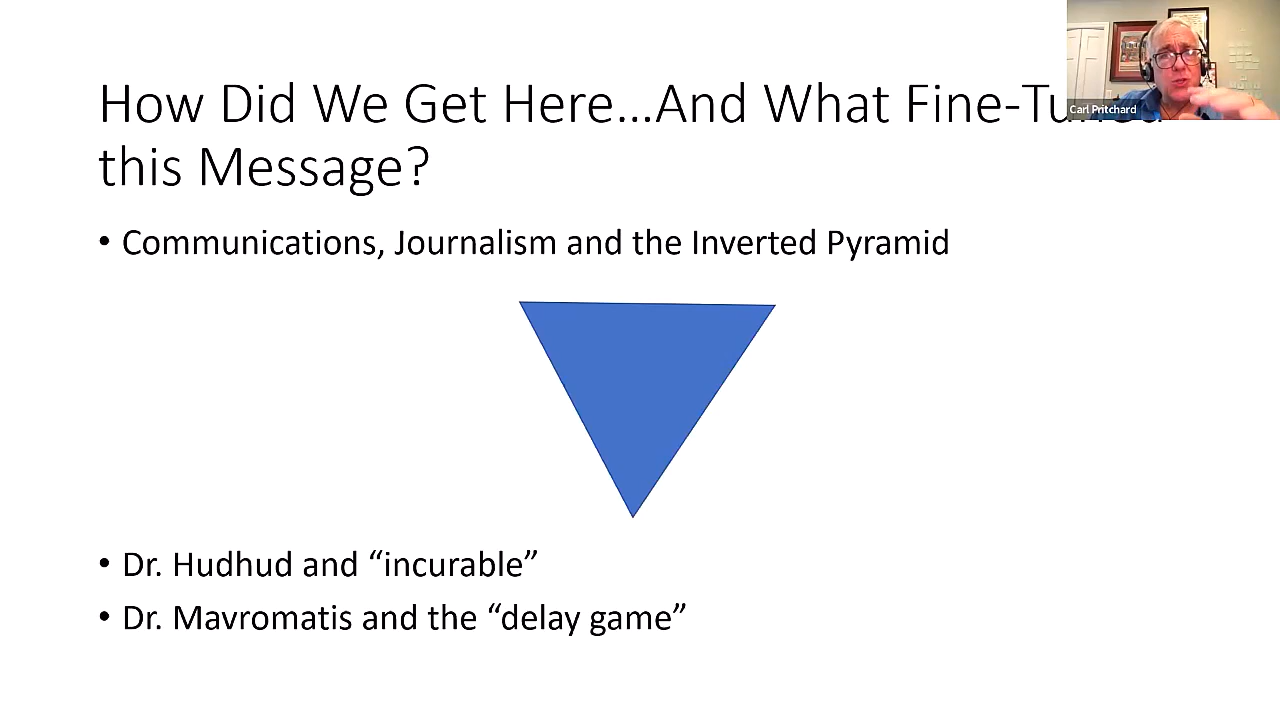 How Did We Get Here...And What Fine-Tuned
this Message?
Carl Pritchard
• Communications, Journalism and the Inverted Pyramid
• Dr. Hudhud and “incurable”
• Dr. Mavromatis and the “delay game”